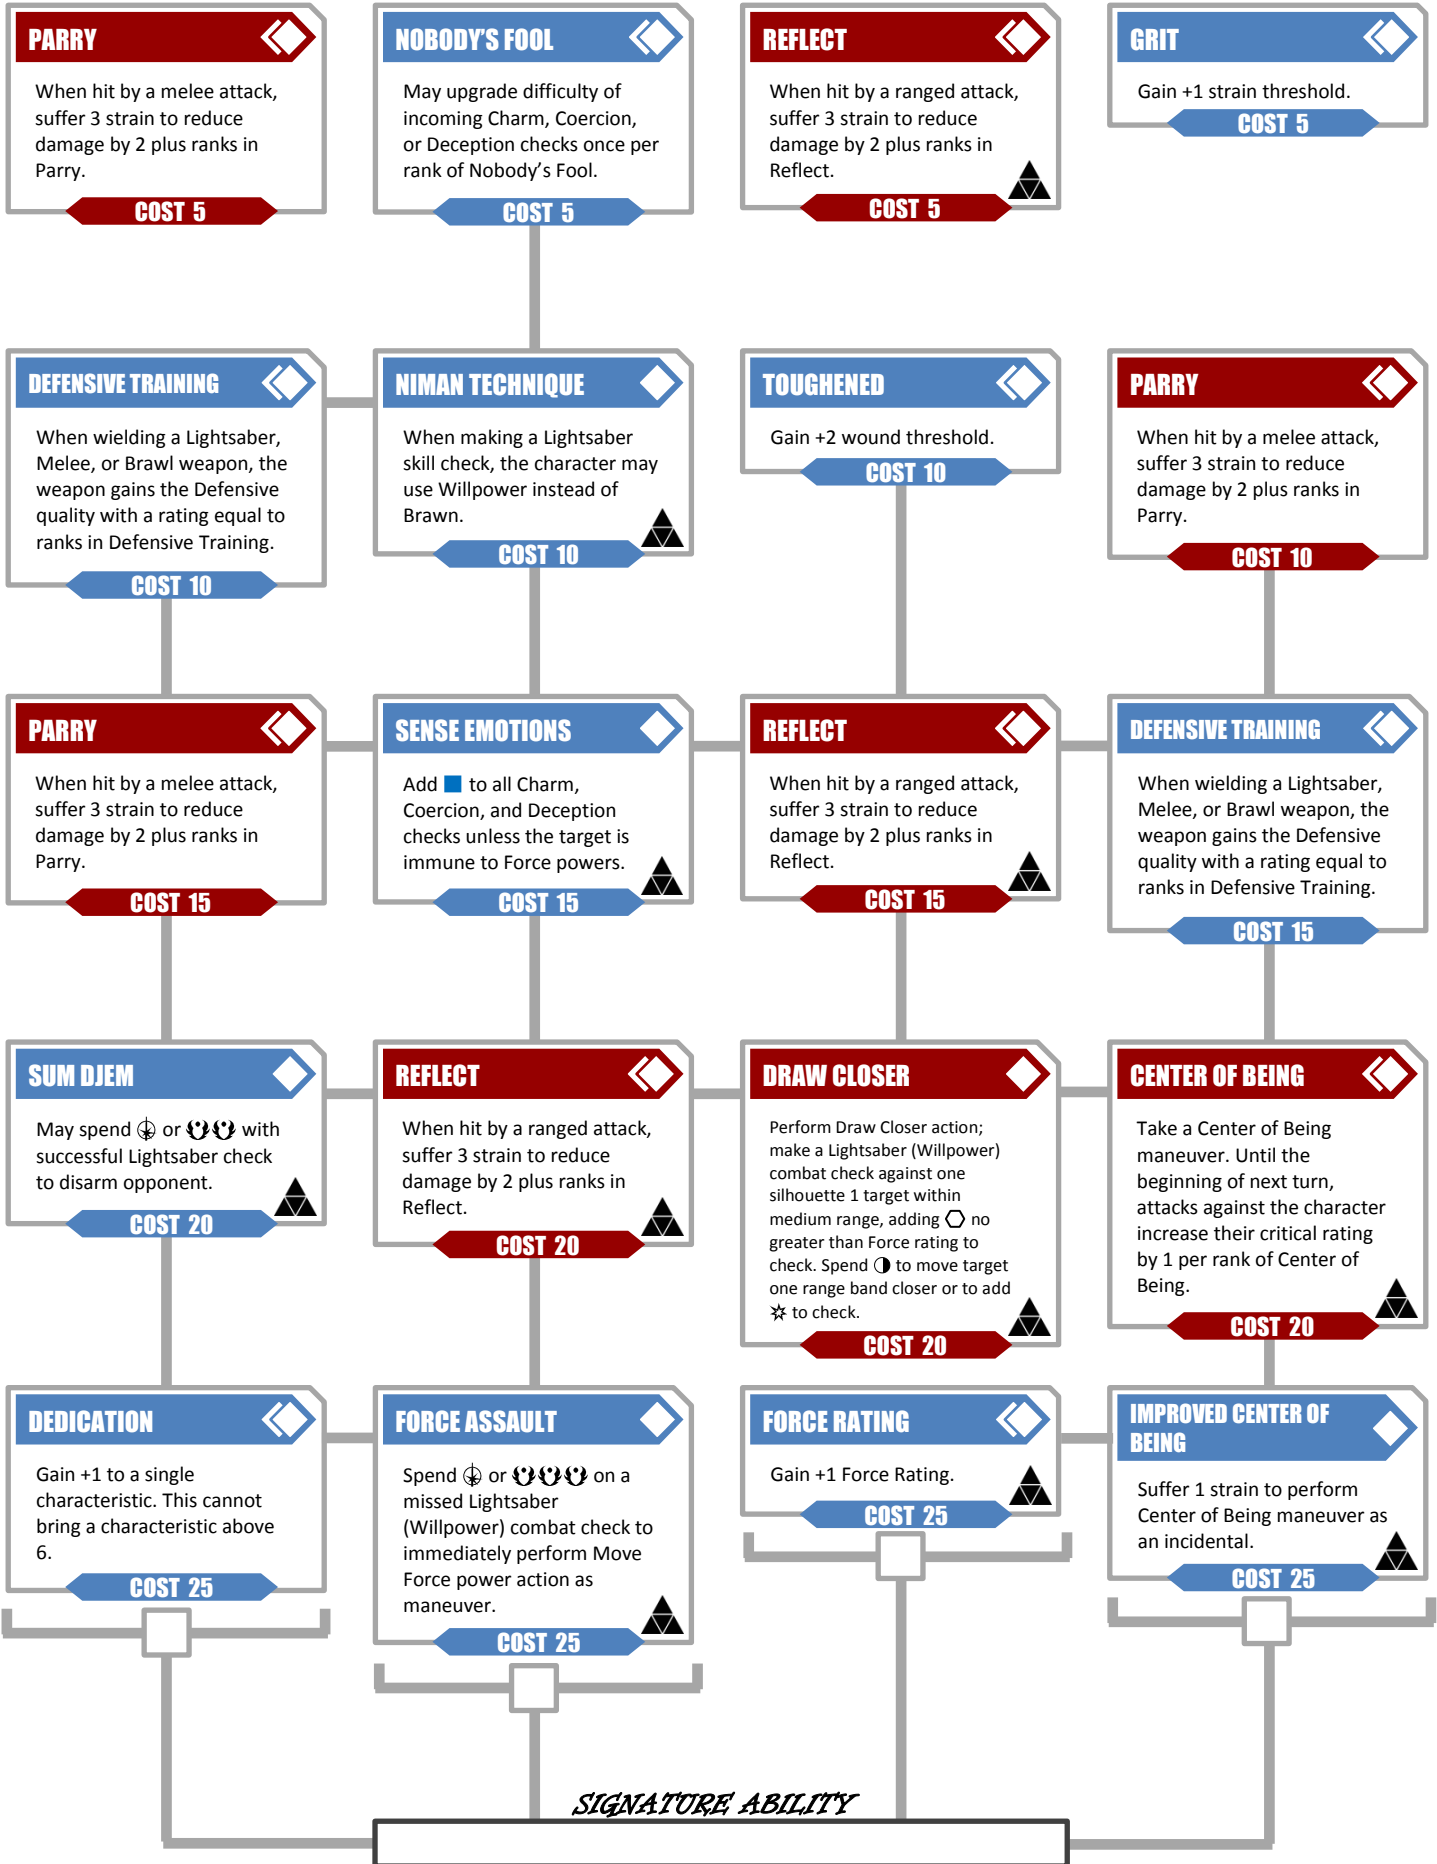 PARRY
When hit by a melee attack,
suffer 3 strain to reduce
damage by 2 plus ranks in
Parry.
COST 5
NOBODY'S FOOL
May upgrade difficulty of
incoming Charm, Coercion,
or Deception checks once per
rank of Nobody's Fool.
COST 5
REFLECT
When hit by a ranged attack,
suffer 3 strain to reduce
damage by 2 plus ranks in
Reflect.
COST 5
GRIT
Gain +1 strain threshold.
COST 5
DEFENSIVE TRAINING
When wielding a Lightsaber,
Melee, or Brawl weapon, the
weapon gains the Defensive
quality with a rating equal to
ranks in Defensive Training.
COST 10
NIMAN TECHNIQUE
When making a Lightsaber
skill check, the character may
use Willpower instead of
Brawn.
COST 10
TOUGHENED
Gain +2 wound threshold.
COST 10
PARRY
When hit by a melee attack,
suffer 3 strain to reduce
damage by 2 plus ranks in
Parry.
COST 10
PARRY
When hit by a melee attack,
suffer 3 strain to reduce
damage by 2 plus ranks in
Parry.
COST 15
SENSE EMOTIONS
Add to all Charm,
Coercion, and Deception
checks unless the target is
immune to Force powers.
COST 15
REFLECT
When hit by a ranged attack,
suffer 3 strain to reduce
damage by 2 plus ranks in
Reflect.
COST 15
DEFENSIVE TRAINING
When wielding a Lightsaber,
Melee, or Brawl weapon, the
weapon gains the Defensive
quality with a rating equal to
ranks in Defensive Training.
COST 15
SUM DJEM
May spend or with
successful Lightsaber check
to disarm opponent.
COST 20
REFLECT
When hit by a ranged attack,
suffer 3 strain to reduce
damage by 2 plus ranks in
Reflect.
COST 20
DRAW CLOSER
Perform Draw Closer action;
make a Lightsaber (Willpower)
combat check against one
silhouette 1 target within
medium range, adding no
greater than Force rating to
check. Spend to move target
one range band closer or to add
to check.
COST 20
CENTER OF BEING
Take a Center of Being
maneuver. Until the
beginning of next turn,
attacks against the character
increase their critical rating
by 1 per rank of Center of
Being.
COST 20
DEDICATION
Gain +1 to a single
characteristic. This cannot
bring a characteristic above
6.
COST 25
FORCE ASSAULT
Spend or on a
missed Lightsaber
(Willpower) combat check to
immediately perform Move
Force power action as
maneuver.
COST 25
FORCE RATING
Gain +1 Force Rating.
COST 25
IMPROVED CENTER OF
BEING
Suffer 1 strain to perform
Center of Being maneuver as
an incidental.
COST 25
SIGNATURE ABILITY